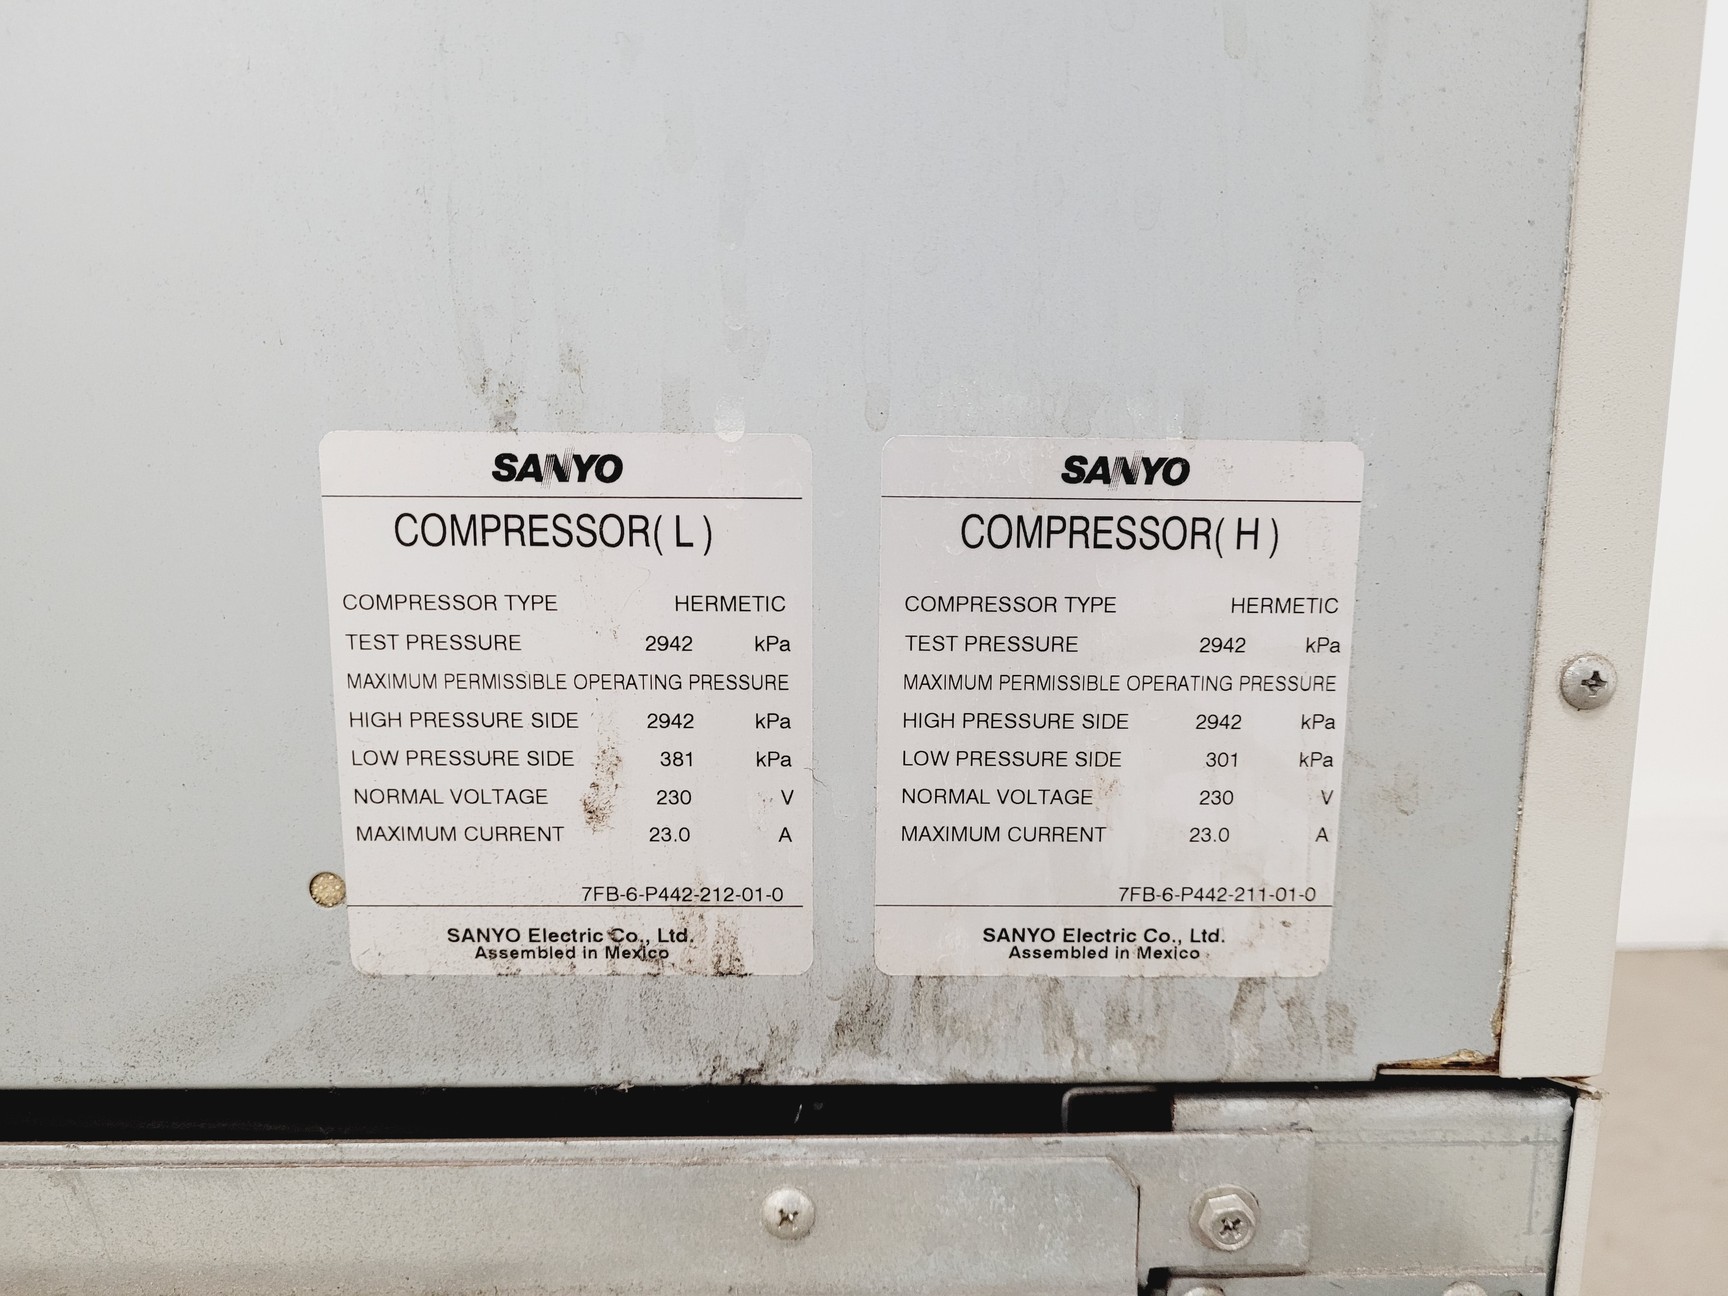 SANYO
COMPRESSOR( L )
COMPRESSOR TYPE HERMETIC
TEST PRESSURE 2942 kPa
MAXIMUM PERMISSIBLE OPERATING PRESSURE
HIGH PRESSURE SIDE 2942 kPa
LOW PRESSURE SIDE 381 kPa
NORMAL VOLTAGE 230 V
MAXIMUM CURRENT 23.0 A
7FB-6-P442-212-01-0
SANYO Electric Co., Ltd.
Assembled in Mexico
SANYO
COMPRESSOR( H )
COMPRESSOR TYPE HERMETIC
TEST PRESSURE 2942 kPa
MAXIMUM PERMISSIBLE OPERATING PRESSURE
HIGH PRESSURE SIDE 2942 kPa
LOW PRESSURE SIDE 301 kPa
NORMAL VOLTAGE 230 V
MAXIMUM CURRENT 23.0 A
7FB-6-P442-211-01-0
SANYO Electric Co., Ltd.
Assembled in Mexico